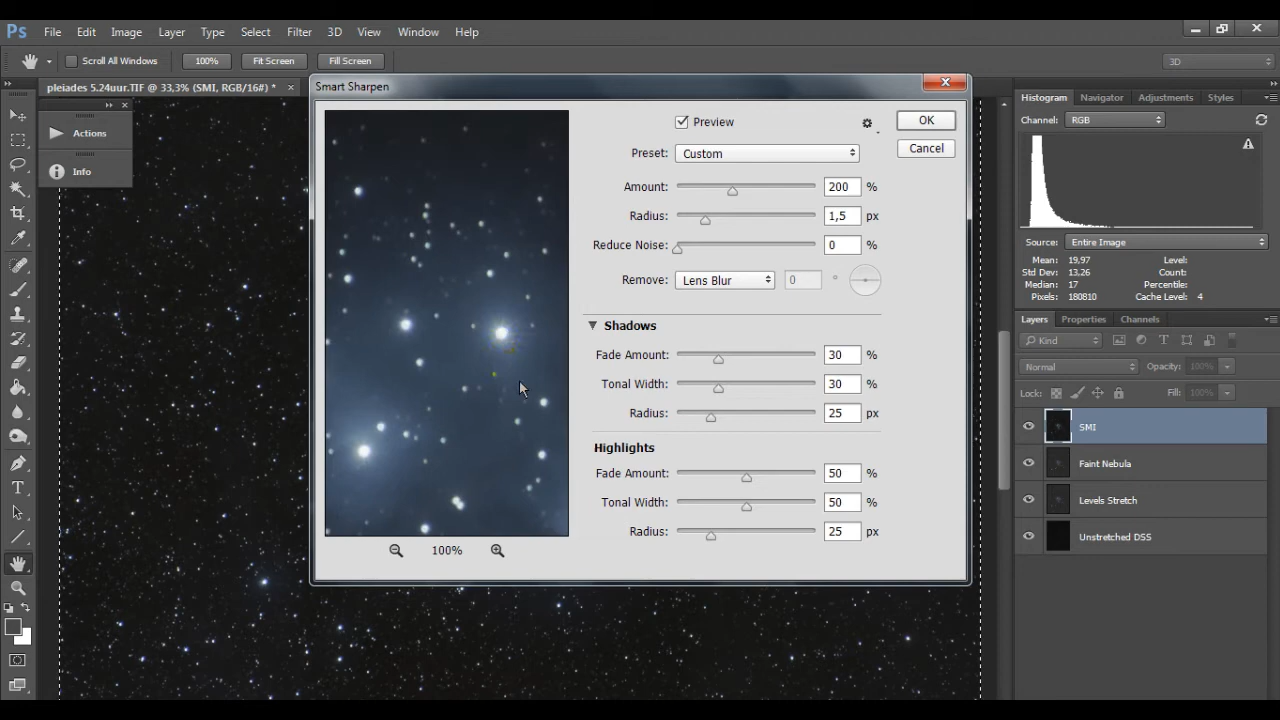 Ps File Edit Image Layer Type Select Filter 3D View Window Help
Scroll All Windows 100% Fit Screen Fill Screen 3D
pleiades 5.24uur.TIF @ 33,3% (SMI, RGB/16#) *
Actions
Info
Smart Sharpen
Preview
OK
Cancel
Preset: Custom
Amount: 200 %
Radius: 1,5 px
Reduce Noise: 0 %
Remove: Lens Blur 0 °
Shadows
Fade Amount: 30 %
Tonal Width: 30 %
Radius: 25 px
Highlights
Fade Amount: 50 %
Tonal Width: 50 %
Radius: 25 px
100%
Histogram Navigator Adjustments Styles
Channel: RGB
Source: Entire Image
Mean: 19,97 Level:
Std Dev: 13,26 Count:
Median: 17 Percentile:
Pixels: 180810 Cache Level: 4
Layers Properties Channels
Kind
Normal Opacity: 100%
Lock: Fill: 100%
SMI
Faint Nebula
Levels Stretch
Unstretched DSS